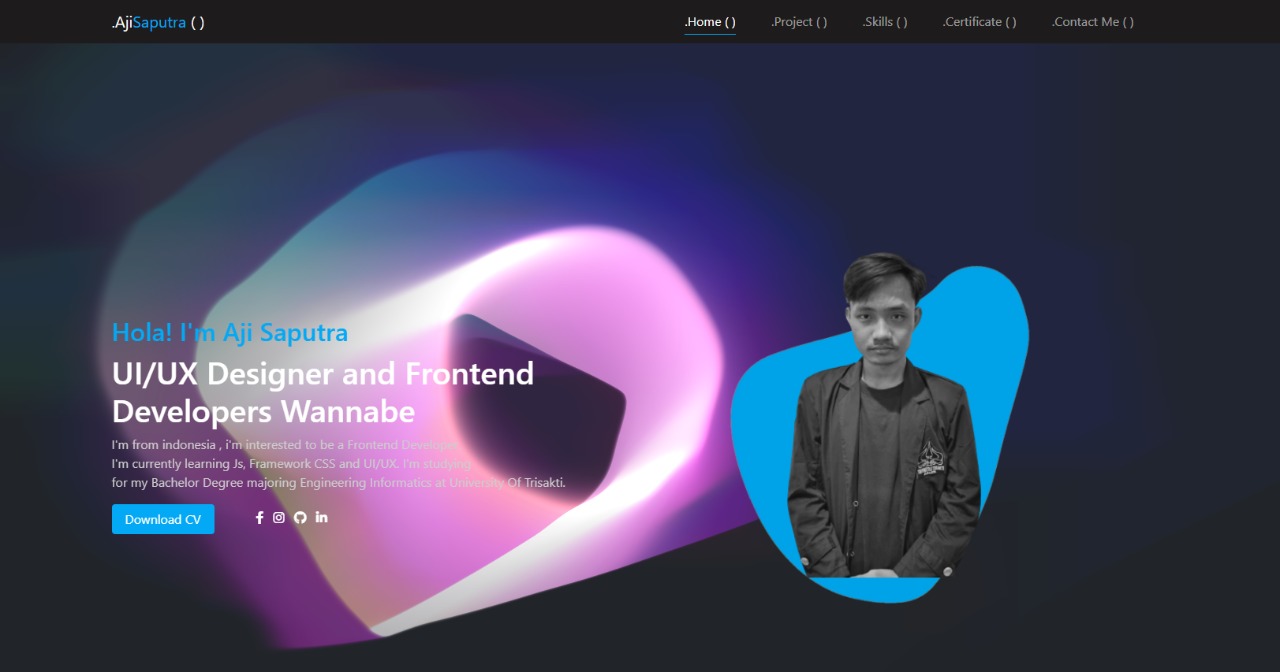 .AjiSaputra ( )
.Home ( )
.Project ( )
.Skills ( )
.Certificate ( )
.Contact Me ( )
Hola! I'm Aji Saputra
UI/UX Designer and Frontend
Developers Wannabe
I'm from indonesia , i'm interested to be a Frontend Developer.
I'm currently learning Js, Framework CSS and UI/UX. I'm studying
for my Bachelor Degree majoring Engineering Informatics at University Of Trisakti.
Download CV